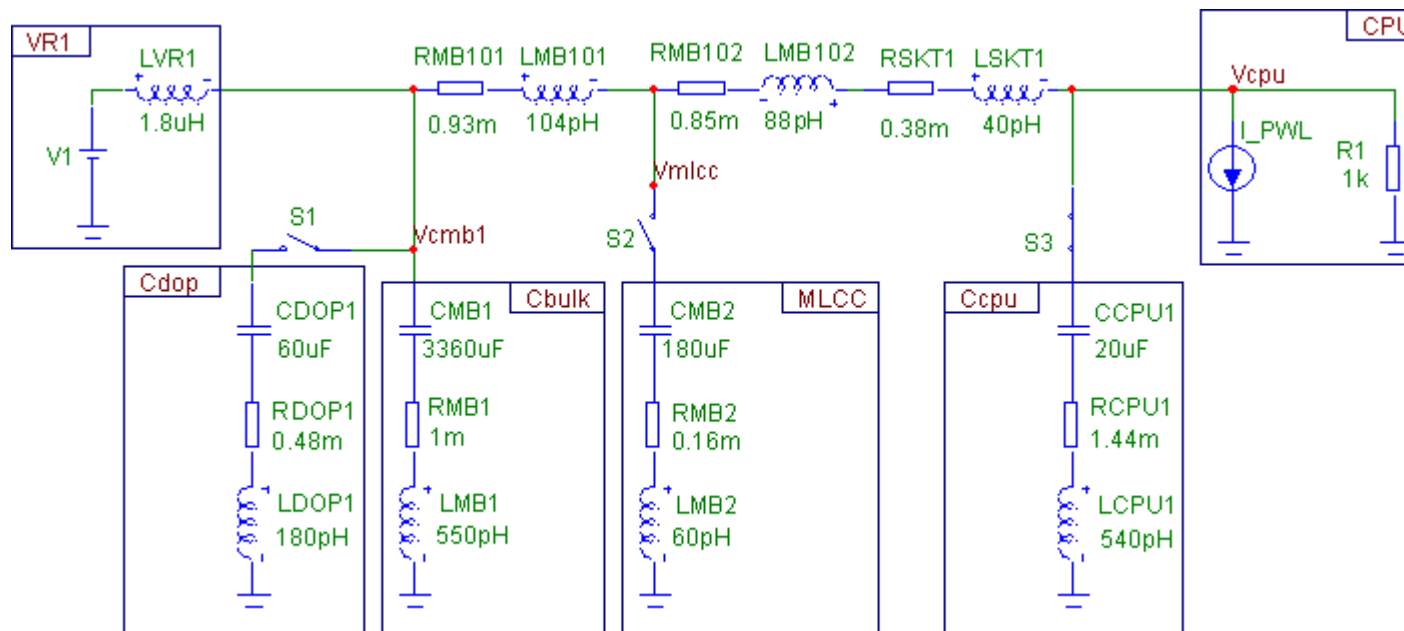 VR1
LVR1
1.8uH
V1
RMB101
0.93m
LMB101
104pH
RMB102
0.85m
LMB102
88pH
RSKT1
0.38m
LSKT1
40pH
CPU
Vcpu
I_PWL
R1
1k
Vmlcc
S1
Vcmb1
S2
S3
Cdop
CDOP1
60uF
RDOP1
0.48m
LDOP1
180pH
Cbulk
CMB1
3360uF
RMB1
1m
LMB1
550pH
MLCC
CMB2
180uF
RMB2
0.16m
LMB2
60pH
Ccpu
CCPU1
20uF
RCPU1
1.44m
LCPU1
540pH